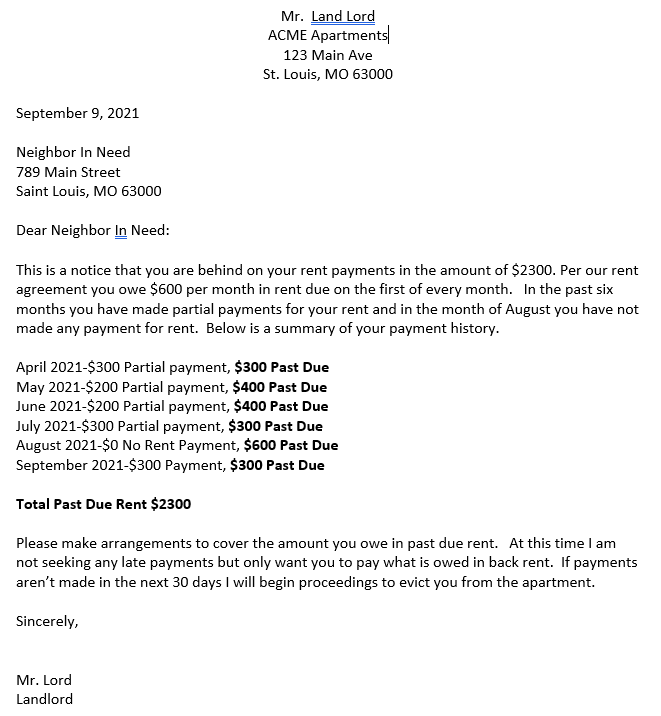 Mr.  Land Lord
ACME Apartments
123 Main Ave
St. Louis, MO 63000
September 9, 2021
Neighbor In Need
789 Main Street
Saint Louis, MO 63000
Dear Neighbor In Need:
This is a notice that you are behind on your rent payments in the amount of $2300. Per our rent
agreement you owe $600 per month in rent due on the first of every month.   In the past six
months you have made partial payments for your rent and in the month of August you have not
made any payment for rent.  Below is a summary of your payment history.
April 2021-$300 Partial payment, $300 Past Due
May 2021-$200 Partial payment, $400 Past Due
June 2021-$200 Partial payment, $400 Past Due
July 2021-$300 Partial payment, $300 Past Due
August 2021-$0 No Rent Payment, $600 Past Due
September 2021-$300 Payment, $300 Past Due
Total Past Due Rent $2300
Please make arrangements to cover the amount you owe in past due rent.   At this time I am
not seeking any late payments but only want you to pay what is owed in back rent.  If payments
aren’t made in the next 30 days I will begin proceedings to evict you from the apartment.
Sincerely,
Mr. Lord
Landlord